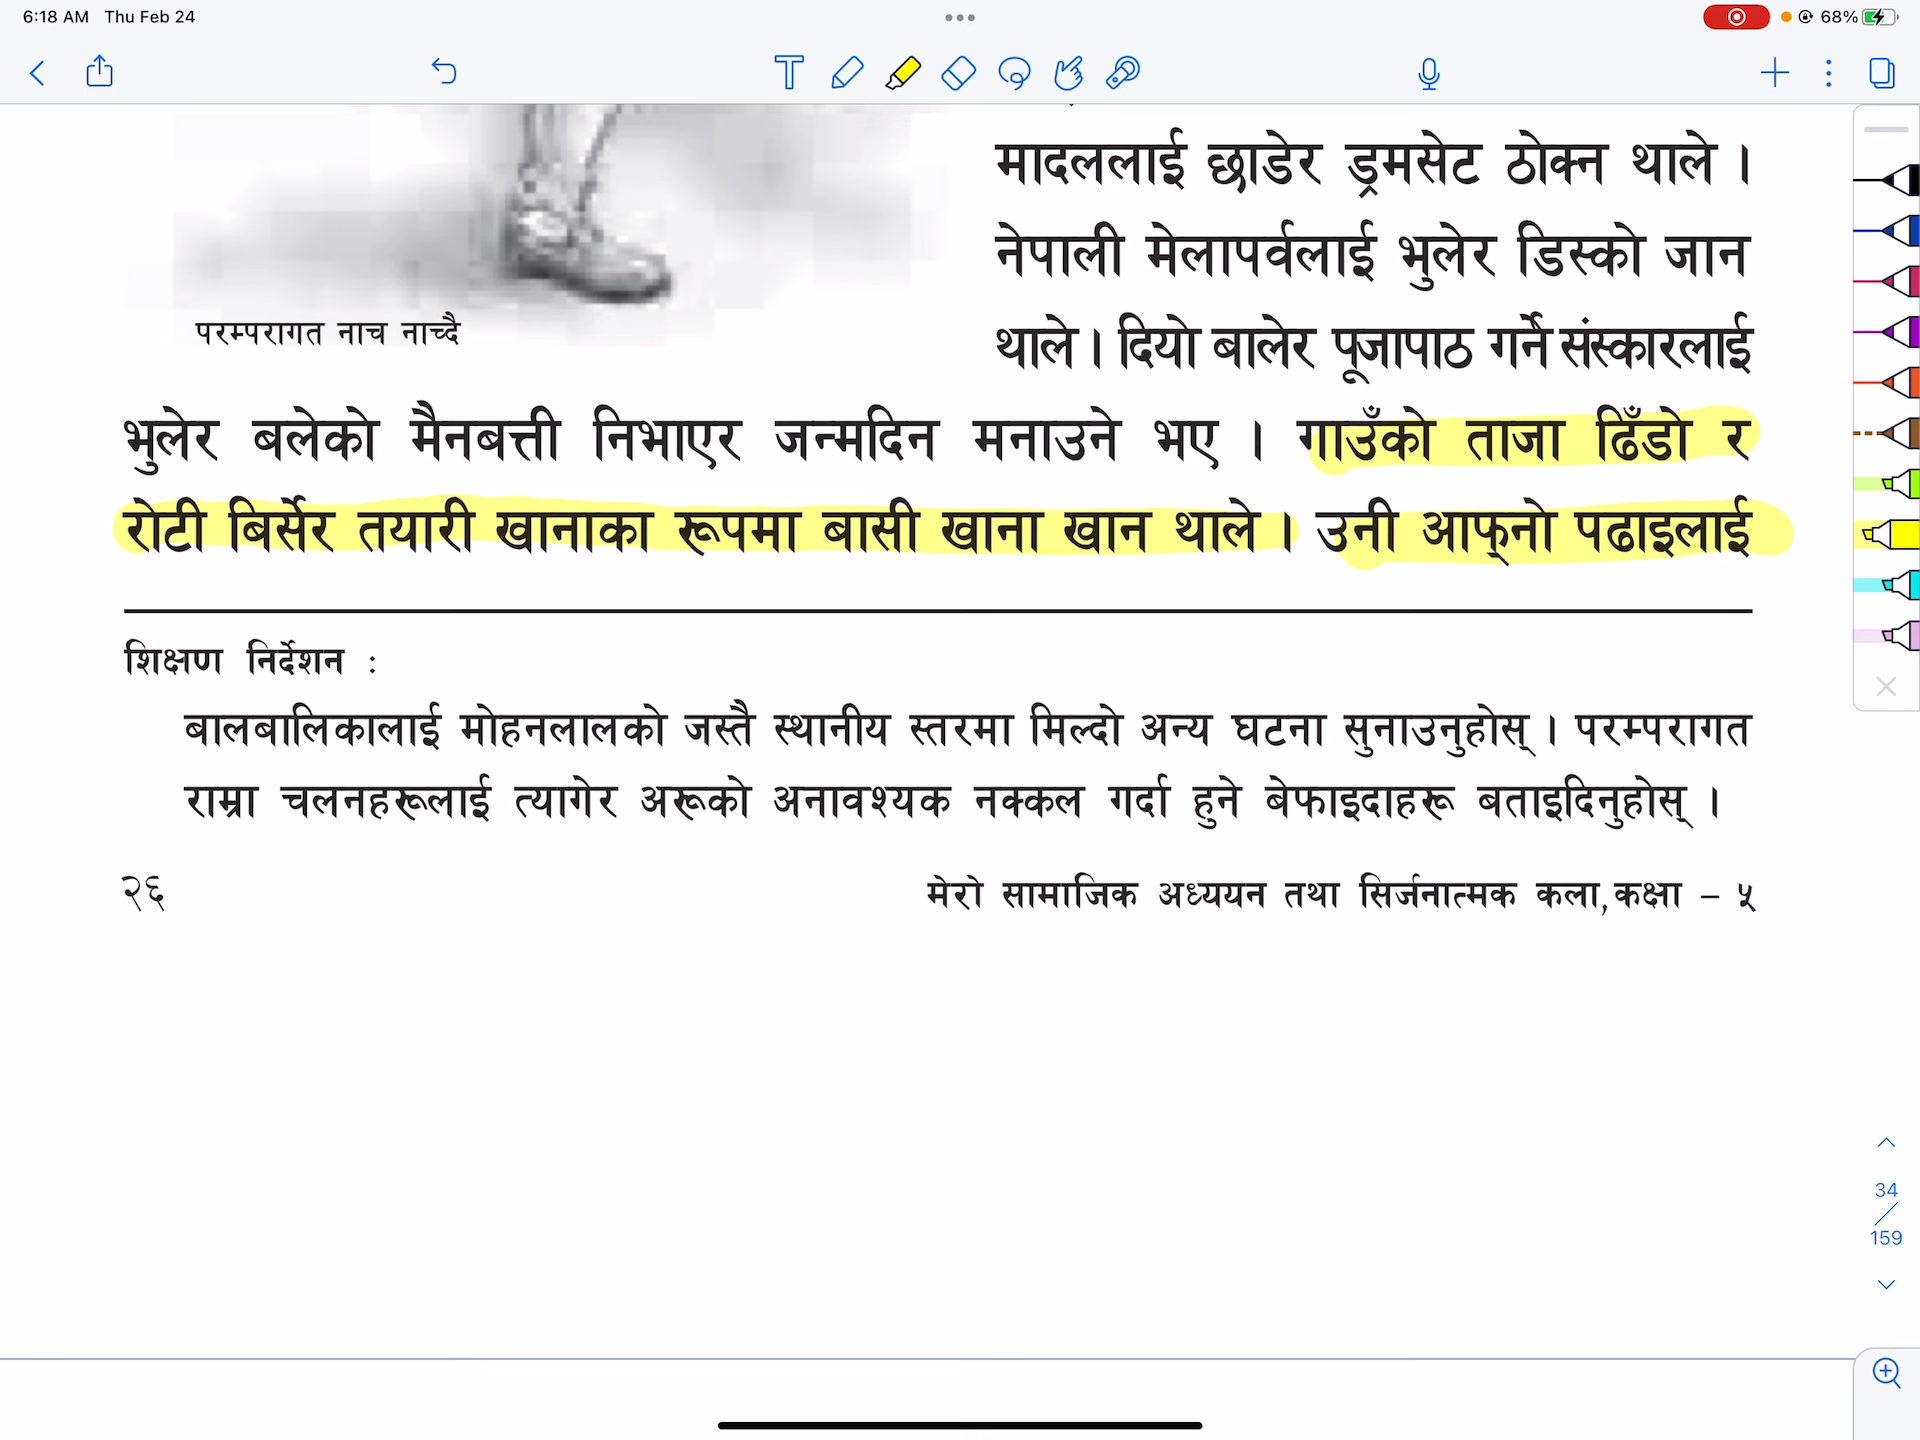 6:18 AM Thu Feb 24
68%
मादललाई छाडेर ड्रमसेट ठोक्न थाले ।
नेपाली मेलापर्वलाई भुलेर डिस्को जान
परम्परागत नाच नाच्दै
थाले । दियो बालेर पूजापाठ गर्ने संस्कारलाई
भुलेर बलेको मैनबत्ती निभाएर जन्मदिन मनाउने भए । गाउँको ताजा ढिँडो र
रोटी बिर्सेर तयारी खानाका रूपमा बासी खाना खान थाले । उनी आफ्‌नो पढाइलाई
शिक्षण निर्देशन :
बालबालिकालाई मोहनलालको जस्तै स्थानीय स्तरमा मिल्दो अन्य घटना सुनाउनुहोस् । परम्परागत
राम्रा चलनहरूलाई त्यागेर अरूको अनावश्यक नक्कल गर्दा हुने बेफाइदाहरू बताइदिनुहोस् ।
२६
मेरो सामाजिक अध्ययन तथा सिर्जनात्मक कला, कक्षा – ५
34
159